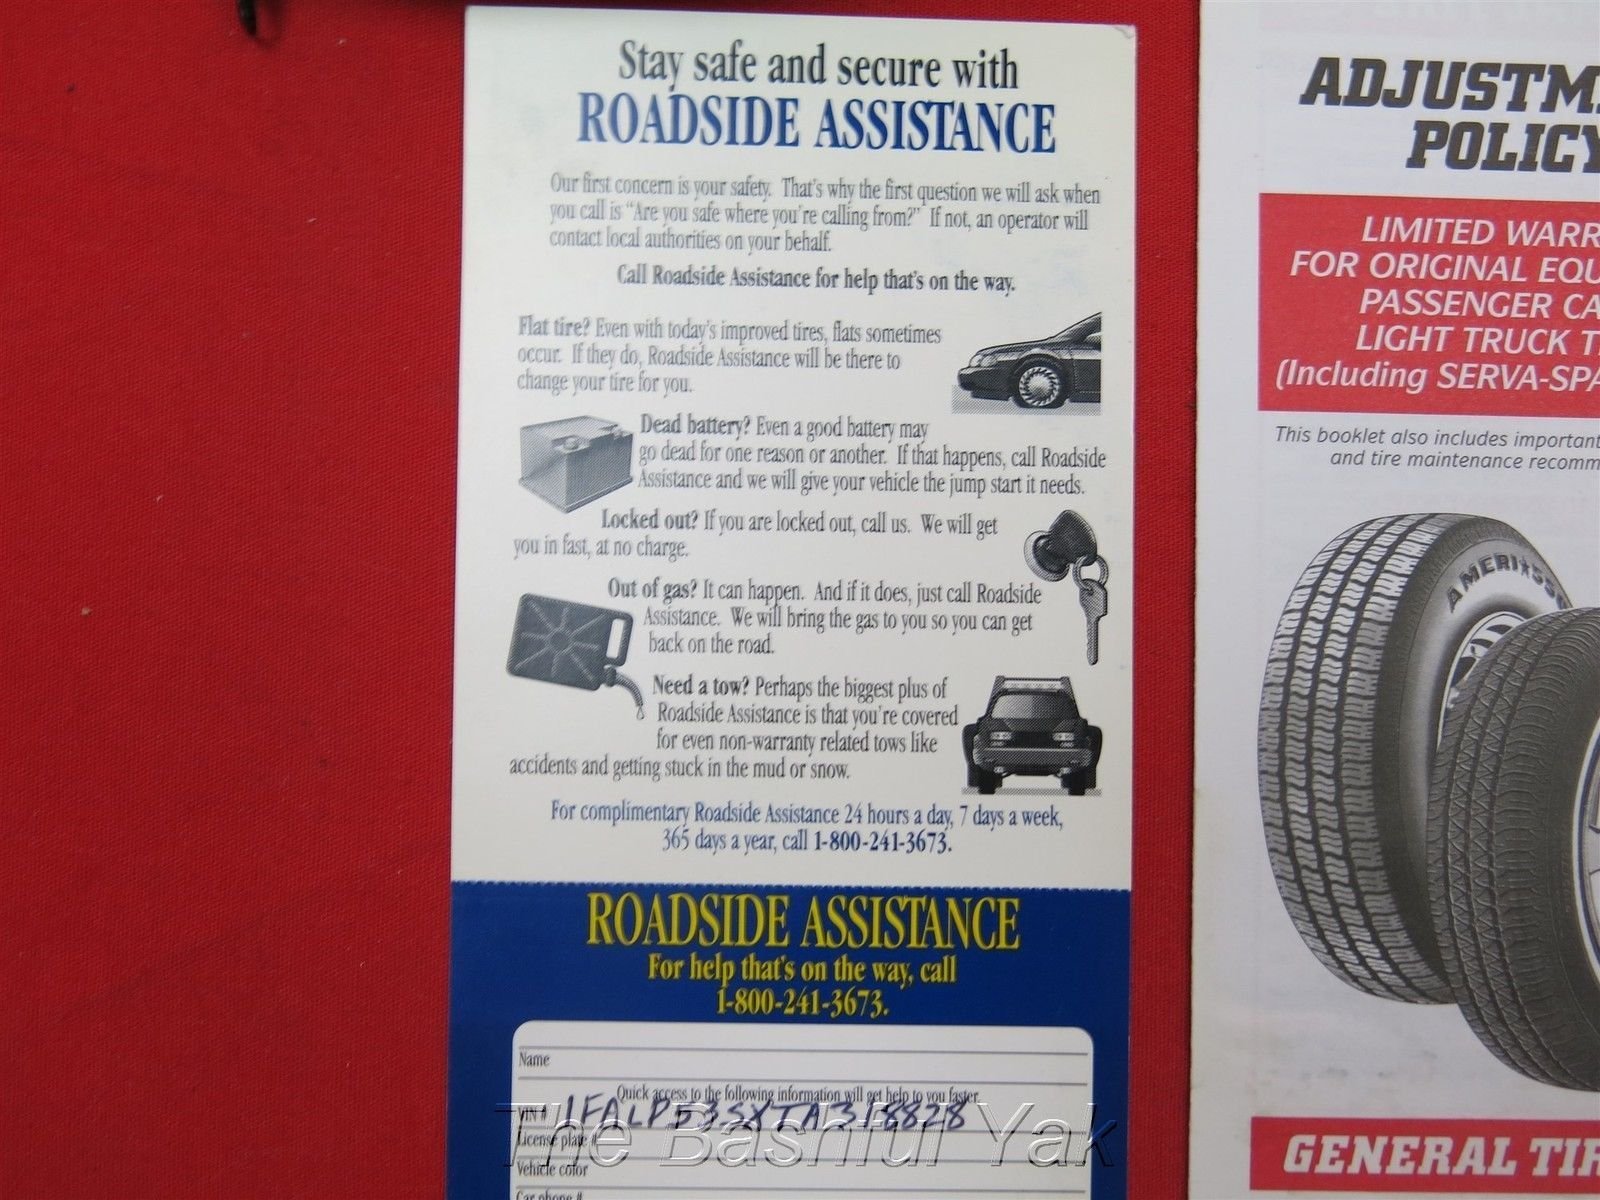 Stay safe and secure with
ROADSIDE ASSISTANCE
Our first concern is your safety. That's why the first question we will ask when
you call is "Are you safe where you're calling from?" If not, an operator will
contact local authorities on your behalf.
Call Roadside Assistance for help that's on the way.
Flat tire? Even with today's improved tires, flats sometimes
occur. If they do, Roadside Assistance will be there to
change your tire for you.
Dead battery? Even a good battery may
go dead for one reason or another. If that happens, call Roadside
Assistance and we will give your vehicle the jump start it needs.
Locked out? If you are locked out, call us. We will get
you in fast, at no charge.
Out of gas? It can happen. And if it does, just call Roadside
Assistance. We will bring the gas to you so you can get
back on the road.
Need a tow? Perhaps the biggest plus of
Roadside Assistance is that you're covered
for even non-warranty related tows like
accidents and getting stuck in the mud or snow.
For complimentary Roadside Assistance 24 hours a day, 7 days a week,
365 days a year, call 1-800-241-3673.
ROADSIDE ASSISTANCE
For help that's on the way, call
1-800-241-3673.
Name
Quick access to the following information will get help to you faster.
VIN # 1FALP53SXTA318828
License plate #
Vehicle color
Car phone #
The Bashful Yak
ADJUSTM
POLICY
LIMITED WARR
FOR ORIGINAL EQU
PASSENGER CA
LIGHT TRUCK T
(Including SERVA-SPA
This booklet also includes important
and tire maintenance recomm
AMERI★
GENERAL TIR